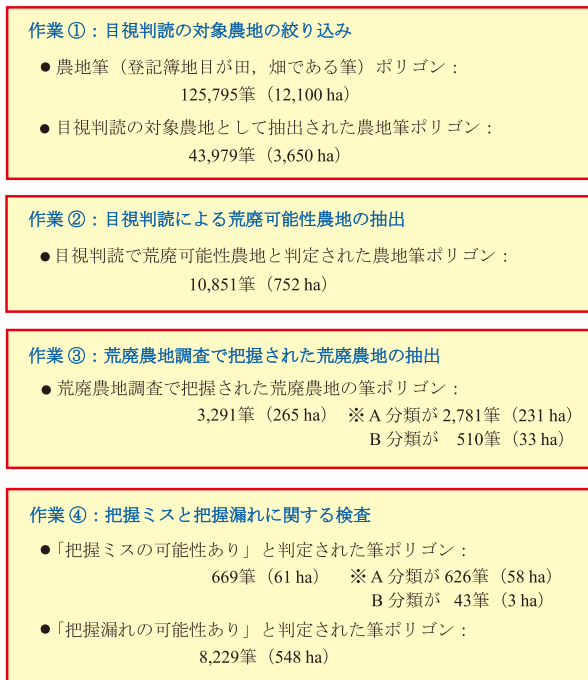 作業 ①：目視判読の対象農地の絞り込み
● 農地筆（登記簿地目が田，畑である筆）ポリゴン：
125,795筆（12,100 ha）
● 目視判読の対象農地として抽出された農地筆ポリゴン：
43,979筆（3,650 ha）
作業 ②：目視判読による荒廃可能性農地の抽出
● 目視判読で荒廃可能性農地と判定された農地筆ポリゴン：
10,851筆（752 ha）
作業 ③：荒廃農地調査で把握された荒廃農地の抽出
● 荒廃農地調査で把握された荒廃農地の筆ポリゴン：
3,291筆（265 ha） ※ A 分類が 2,781筆（231 ha）
B 分類が 510筆（33 ha）
作業 ④：把握ミスと把握漏れに関する検査
●「把握ミスの可能性あり」と判定された筆ポリゴン：
669筆（61 ha） ※ A 分類が 626筆（58 ha）
B 分類が 43筆（3 ha）
●「把握漏れの可能性あり」と判定された筆ポリゴン：
8,229筆（548 ha）